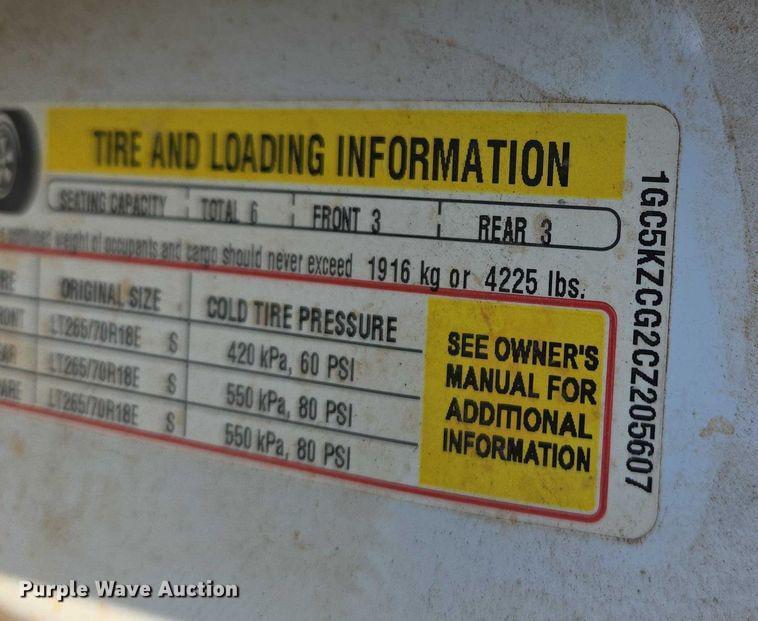 TIRE AND LOADING INFORMATION
SEATING CAPACITY TOTAL 6 FRONT 3 REAR 3
combined weight of occupants and cargo should never exceed 1916 kg or 4225 lbs.
ORIGINAL SIZE COLD TIRE PRESSURE
LT265/70R18E S 420 kPa, 60 PSI
LT265/70R18E S 550 kPa, 80 PSI
LT265/70R18E S 550 kPa, 80 PSI
SEE OWNER'S
MANUAL FOR
ADDITIONAL
INFORMATION
1GC5KZCG2CZ205607
Purple Wave Auction